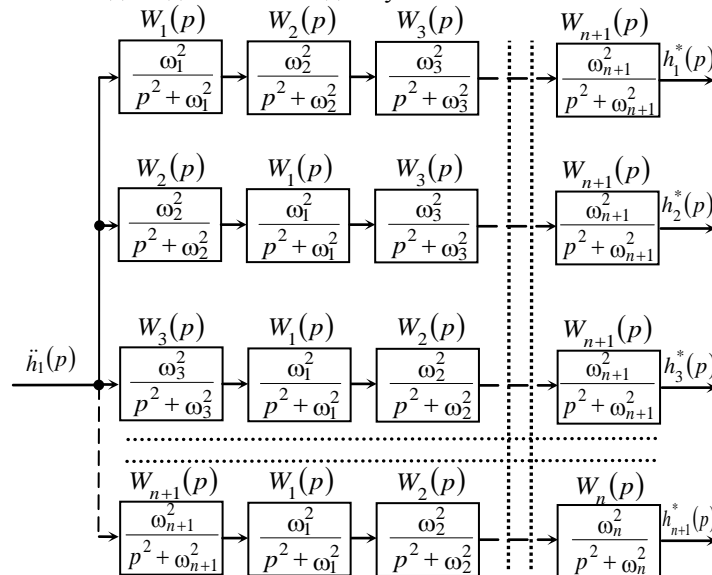 W₁(p) W₂(p) W₃(p) Wₙ₊₁(p)
ω₁² / (p² + ω₁²) ω₂² / (p² + ω₂²) ω₃² / (p² + ω₃²) ωₙ₊₁² / (p² + ωₙ₊₁²) h₁*(p)
W₂(p) W₁(p) W₃(p) Wₙ₊₁(p)
ω₂² / (p² + ω₂²) ω₁² / (p² + ω₁²) ω₃² / (p² + ω₃²) ωₙ₊₁² / (p² + ωₙ₊₁²) h₂*(p)
W₃(p) W₁(p) W₂(p) Wₙ₊₁(p)
ḧ₁(p) ω₃² / (p² + ω₃²) ω₁² / (p² + ω₁²) ω₂² / (p² + ω₂²) ωₙ₊₁² / (p² + ωₙ₊₁²) h₃*(p)
Wₙ₊₁(p) W₁(p) W₂(p) Wₙ(p)
ωₙ₊₁² / (p² + ωₙ₊₁²) ω₁² / (p² + ω₁²) ω₂² / (p² + ω₂²) ωₙ² / (p² + ωₙ²) hₙ₊₁*(p)